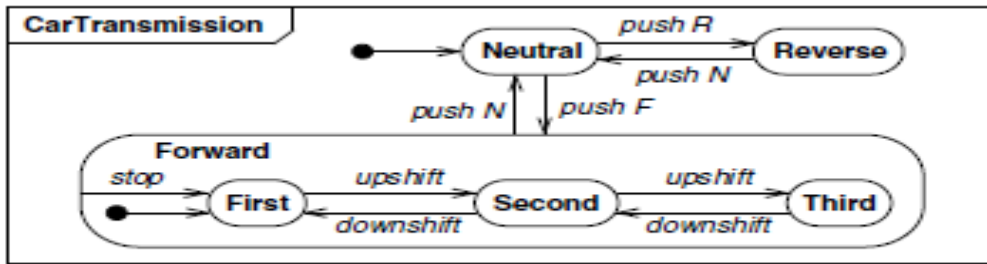 CarTransmission
push R
Neutral
Reverse
push N
push N
push F
Forward
stop
upshift
upshift
First
Second
Third
downshift
downshift